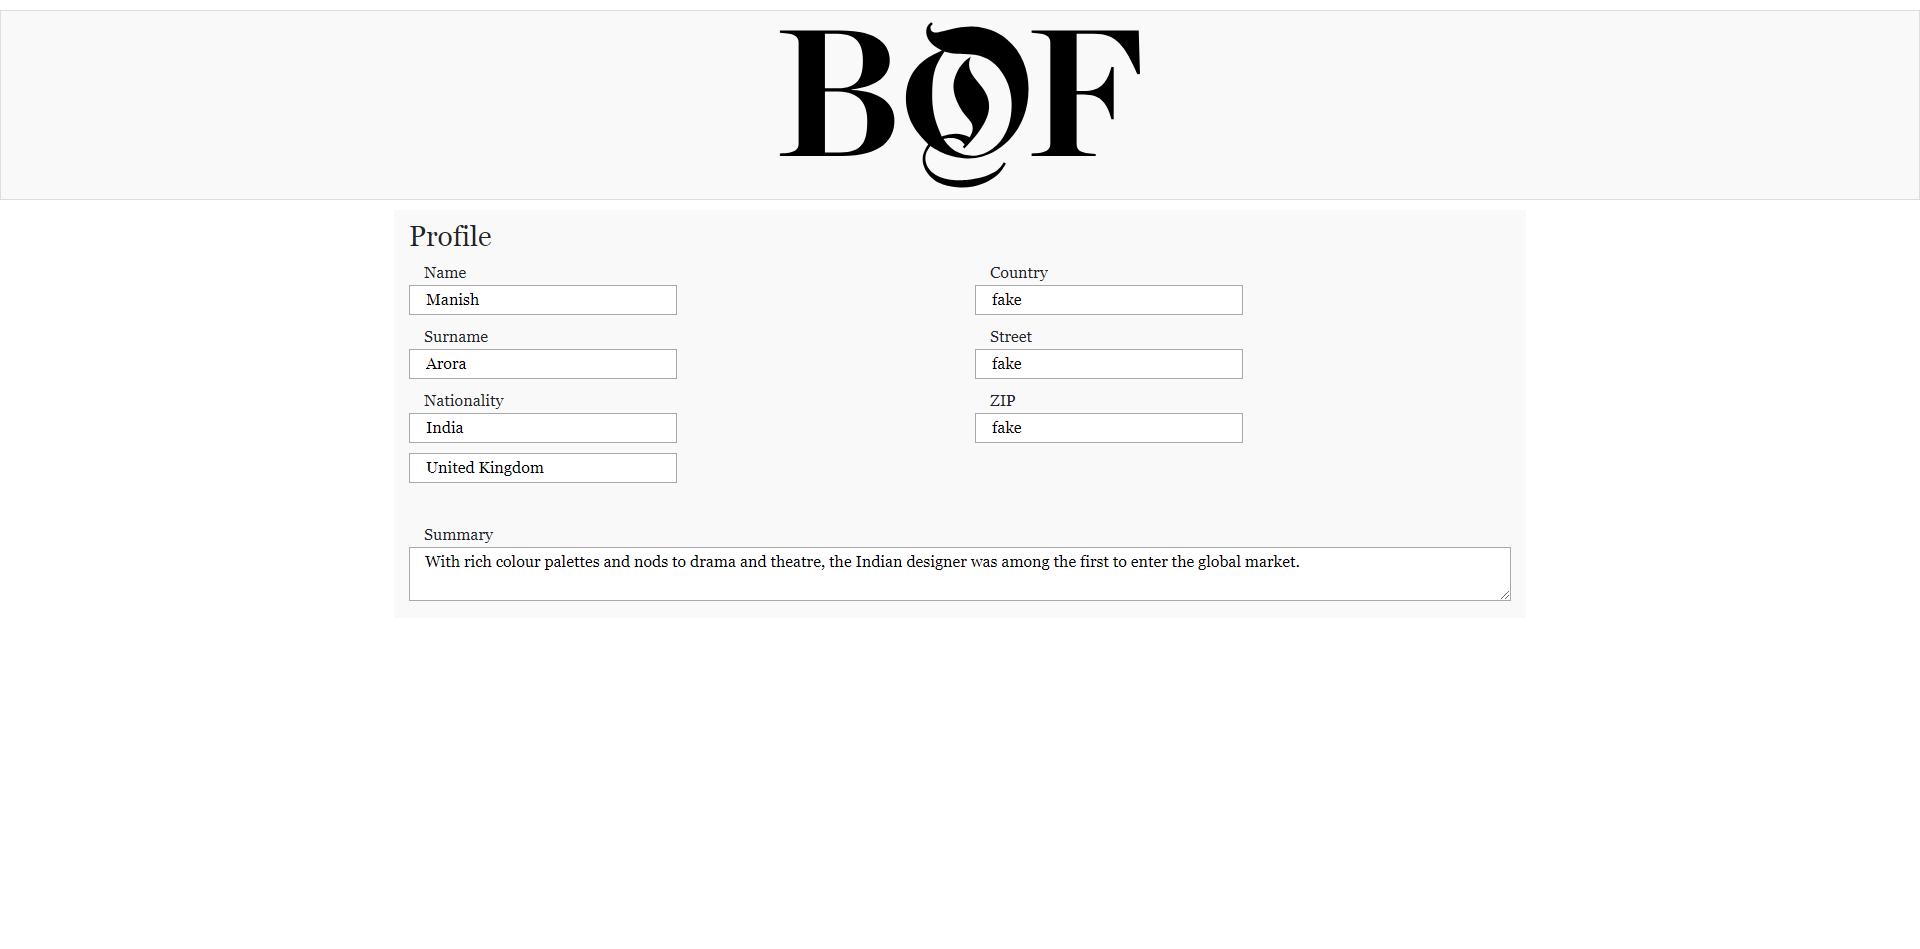 BOF
Profile
Name
Manish
Surname
Arora
Nationality
India
United Kingdom
Country
fake
Street
fake
ZIP
fake
Summary
With rich colour palettes and nods to drama and theatre, the Indian designer was among the first to enter the global market.